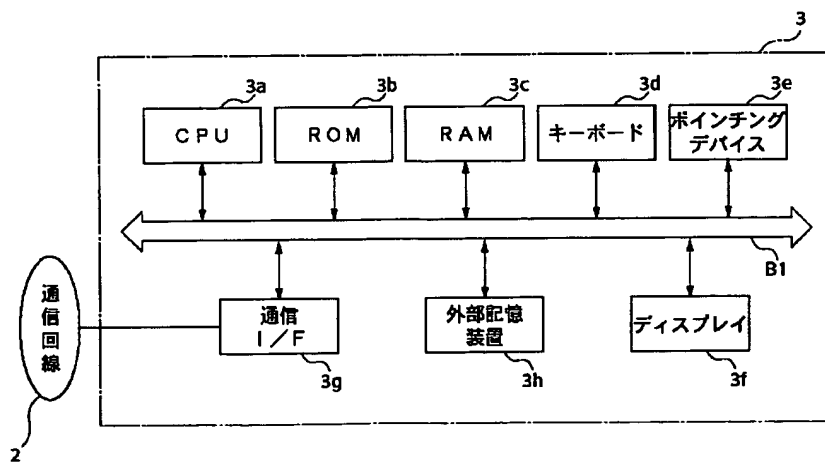 3
3a
3b
3c
3d
3e
CPU
ROM
RAM
キーボード
ポインチング
デバイス
B1
通信回線
通信
I/F
外部記憶
装置
ディスプレイ
3g
3h
3f
2